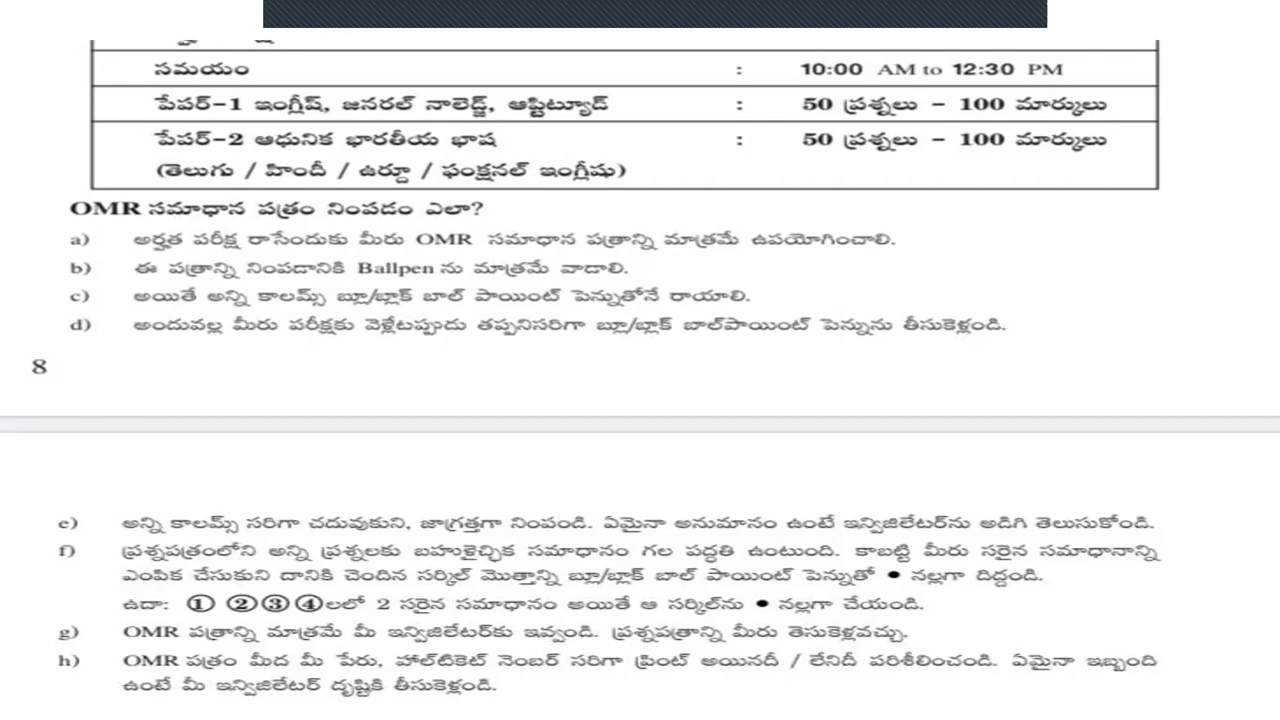 సమయం : 10:00 AM to 12:30 PM
పేపర్-1 ఇంగ్లీష్, జనరల్ నాలెడ్జ్, ఆప్టిట్యూడ్ : 50 ప్రశ్నలు - 100 మార్కులు
పేపర్-2 ఆధునిక భారతీయ భాష : 50 ప్రశ్నలు - 100 మార్కులు
(తెలుగు / హిందీ / ఉర్దూ / ఫంక్షనల్ ఇంగ్లీషు)
OMR సమాధాన పత్రం నింపడం ఎలా?
a) అర్హత పరీక్ష రాసేందుకు మీరు OMR సమాధాన పత్రాన్ని మాత్రమే ఉపయోగించాలి.
b) ఈ పత్రాన్ని నింపడానికి Ballpen ను మాత్రమే వాడాలి.
c) అయితే అన్ని కాలమ్స్ బ్లూ/బ్లాక్ బాల్ పాయింట్ పెన్నుతోనే రాయాలి.
d) అందువల్ల మీరు పరీక్షకు వెళ్లేటప్పుడు తప్పనిసరిగా బ్లూ/బ్లాక్ బాల్‌పాయింట్ పెన్నును తీసుకెళ్లండి.
8
e) అన్ని కాలమ్స్ సరిగా చదువుకుని, జాగ్రత్తగా నింపండి. ఏమైనా అనుమానం ఉంటే ఇన్విజిలేటర్‌ను అడిగి తెలుసుకోండి.
f) ప్రశ్నపత్రంలోని అన్ని ప్రశ్నలకు బహుళైచ్ఛిక సమాధానం గల పద్ధతి ఉంటుంది. కాబట్టి మీరు సరైన సమాధానాన్ని
ఎంపిక చేసుకుని దానికి చెందిన సర్కిల్ మొత్తాన్ని బ్లూ/బ్లాక్ బాల్ పాయింట్ పెన్నుతో ● నల్లగా దిద్దండి.
ఉదా: ① ②③④లలో 2 సరైన సమాధానం అయితే ఆ సర్కిల్‌ను ● నల్లగా చేయండి.
g) OMR పత్రాన్ని మాత్రమే మీ ఇన్విజిలేటర్‌కు ఇవ్వండి. ప్రశ్నపత్రాన్ని మీరు తెసుకెళ్లవచ్చు.
h) OMR పత్రం మీద మీ పేరు, హాల్‌టికెట్ నెంబర్ సరిగా ప్రింట్ అయినదీ / లేనిదీ పరిశీలించండి. ఏమైనా ఇబ్బంది
ఉంటే మీ ఇన్విజిలేటర్ దృష్టికి తీసుకెళ్లండి.